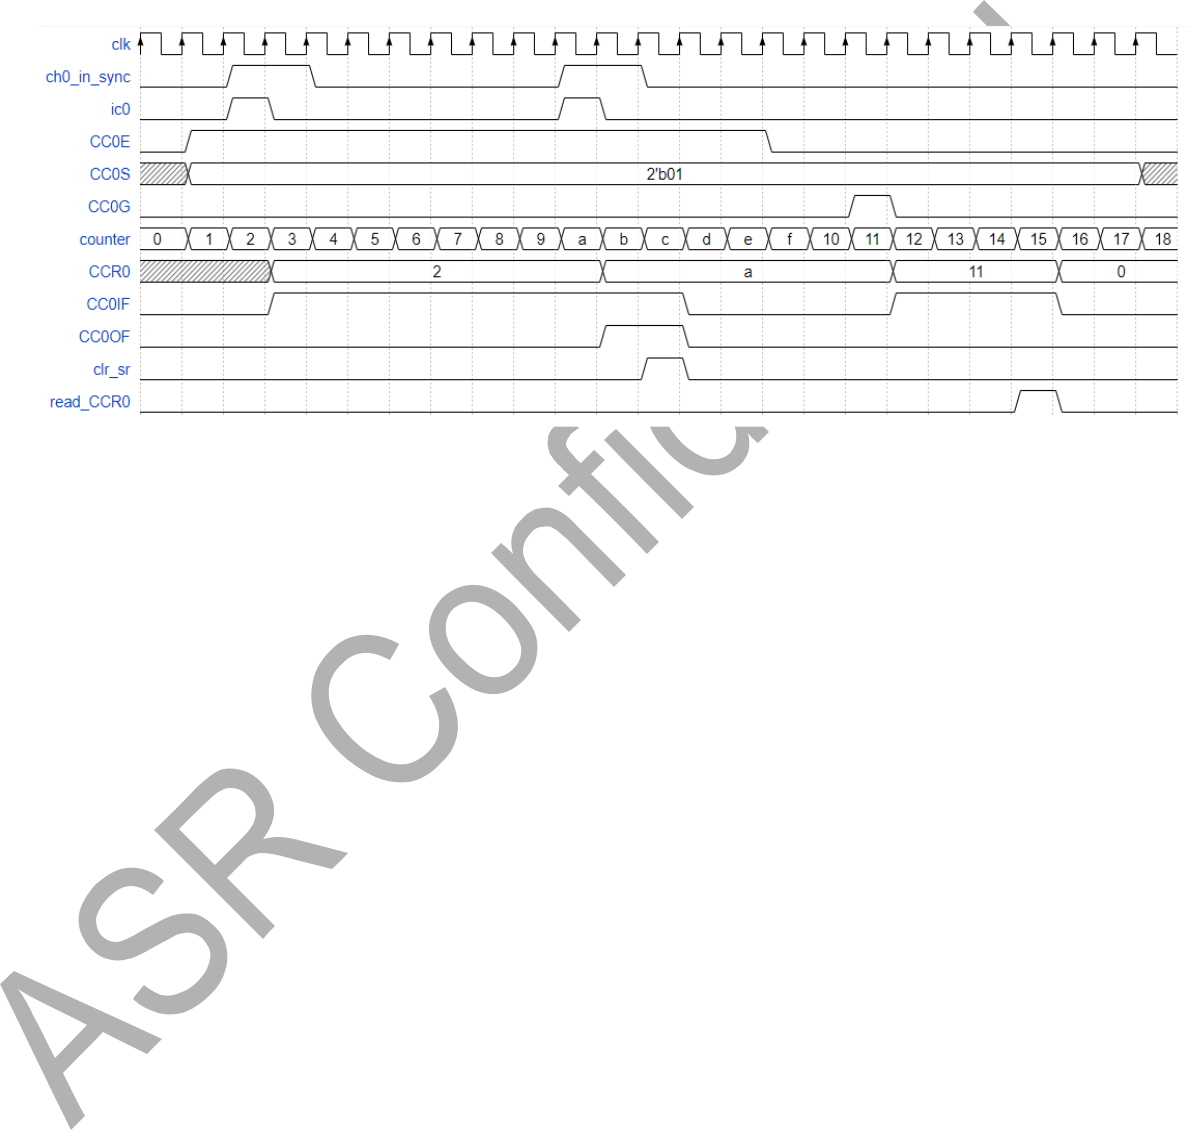 clk
ch0_in_sync
ic0
CC0E
CC0S 2'b01
CC0G
counter 0 1 2 3 4 5 6 7 8 9 a b c d e f 10 11 12 13 14 15 16 17 18
CCR0 2 a 11 0
CC0IF
CC0OF
clr_sr
read_CCR0
ASR Confid